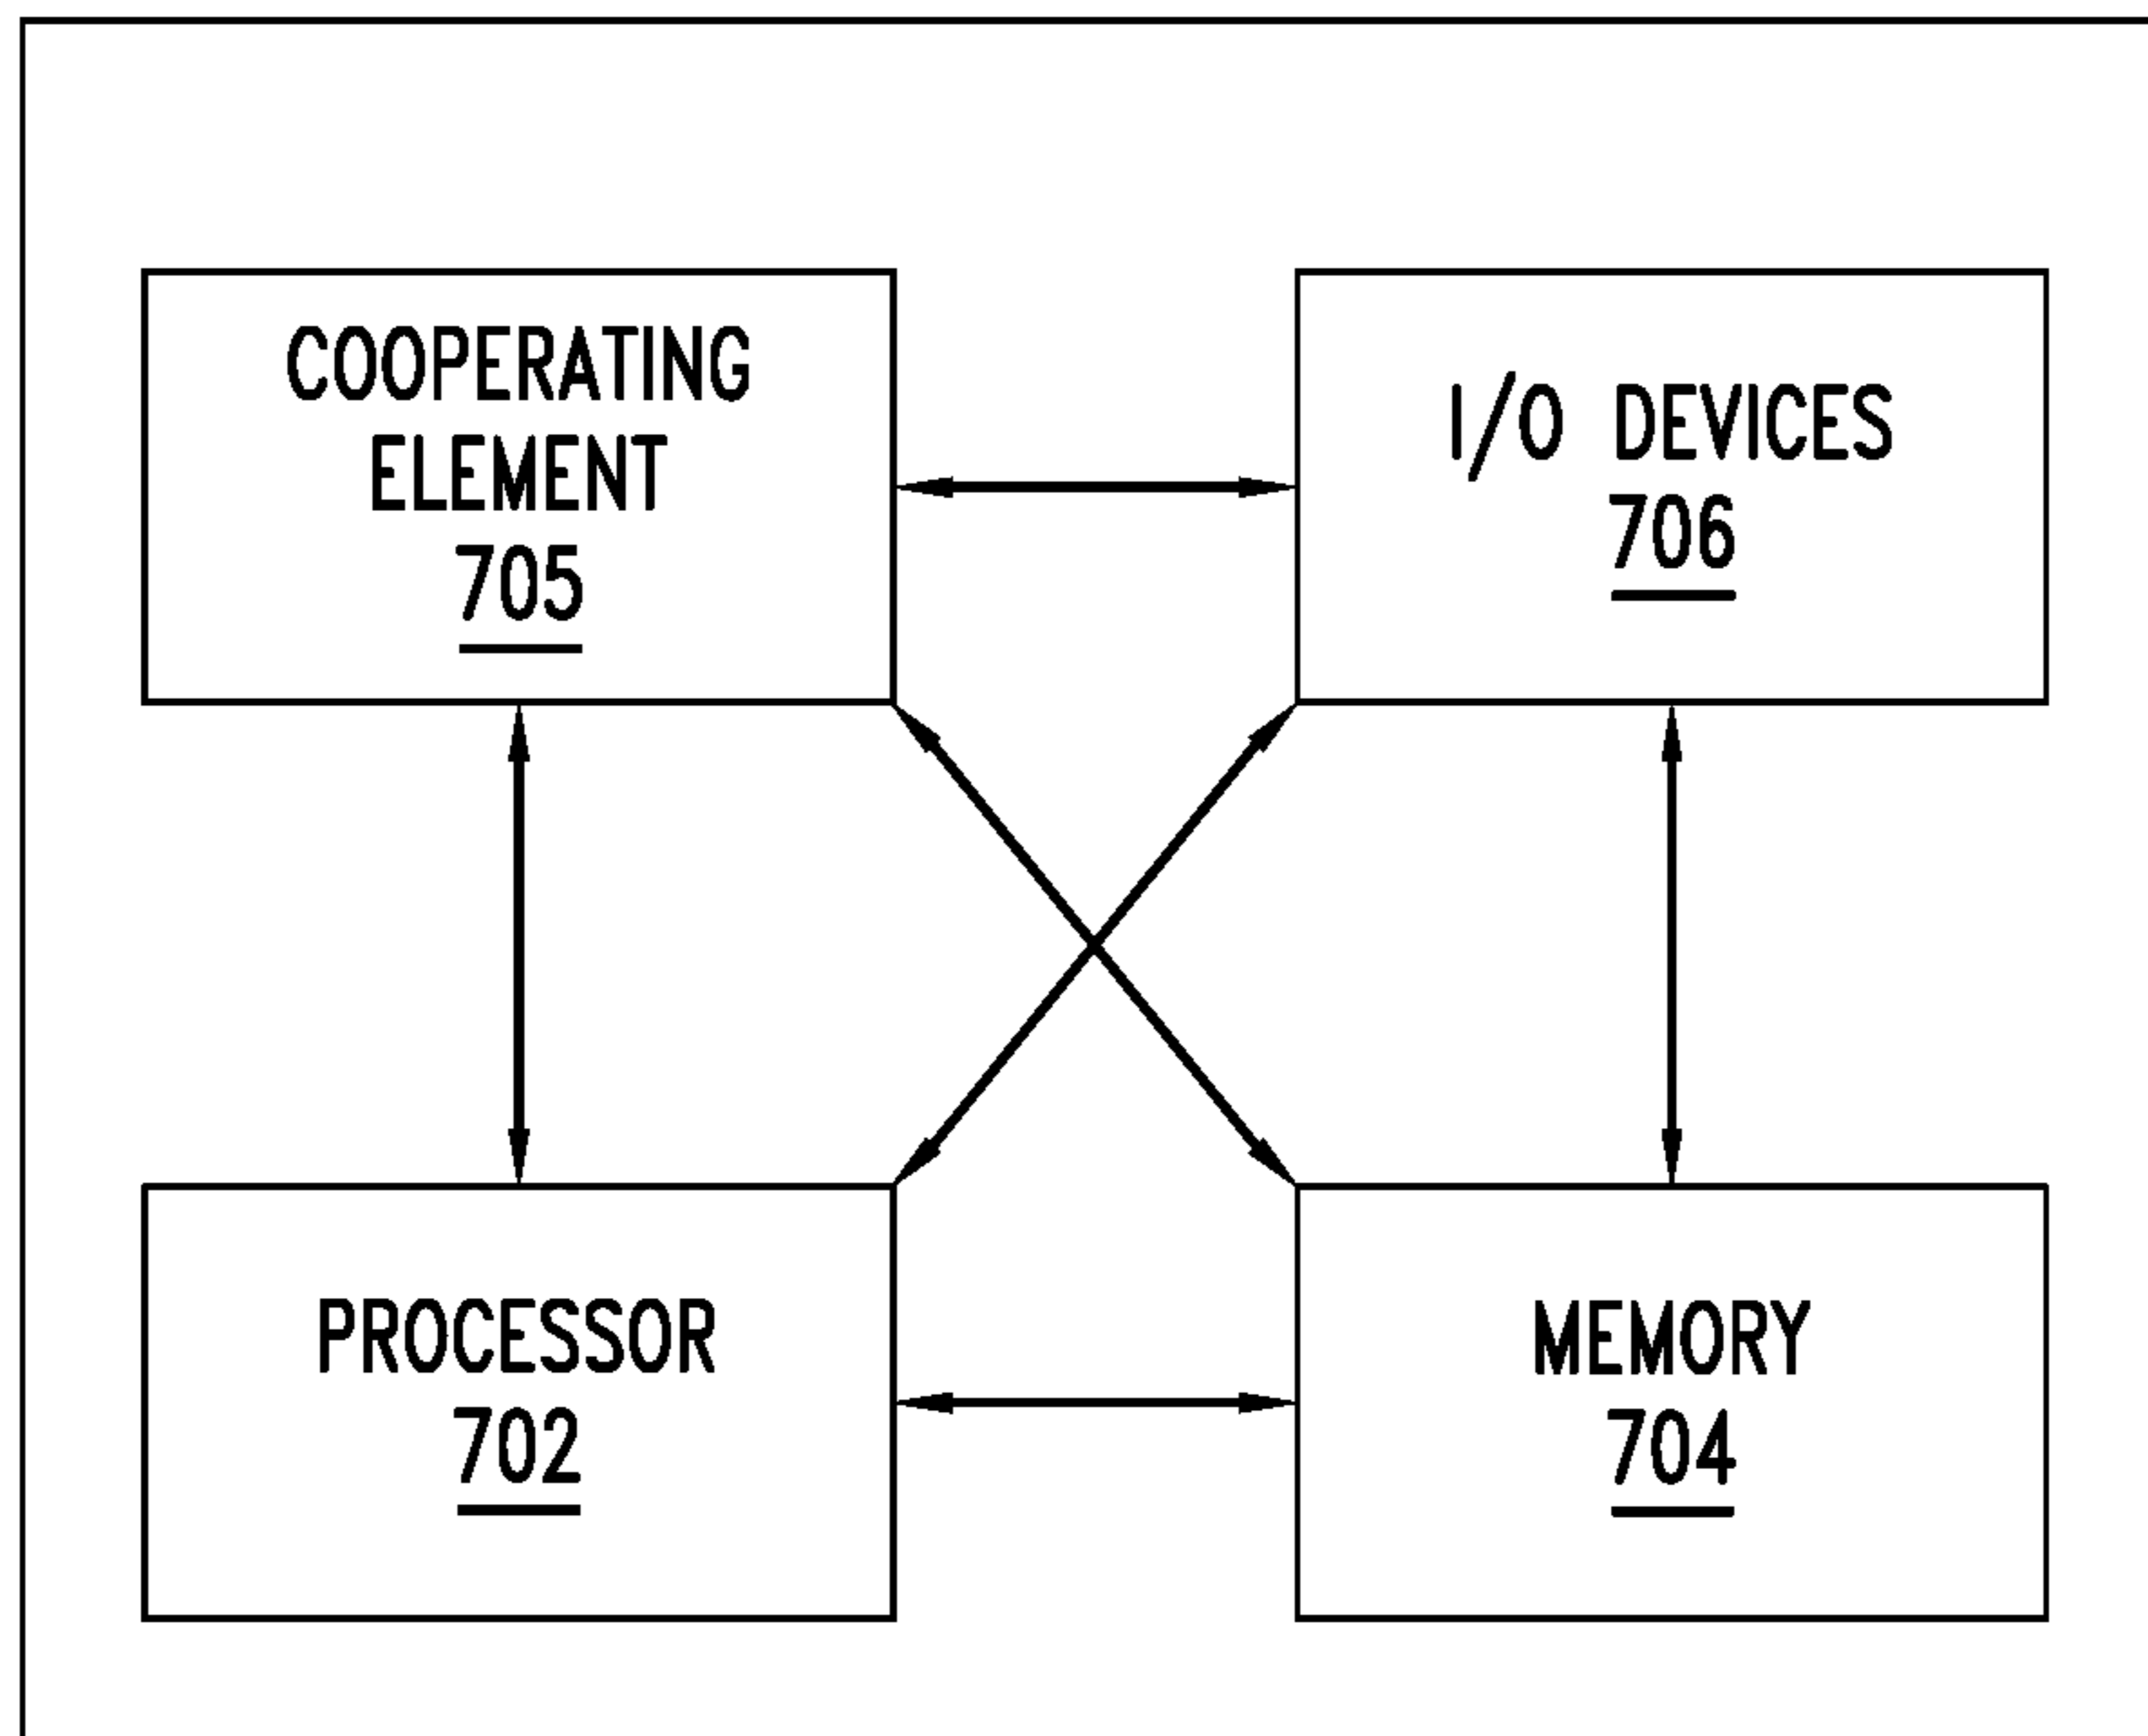 COOPERATING
ELEMENT
705
I/O DEVICES
706
PROCESSOR
702
MEMORY
704